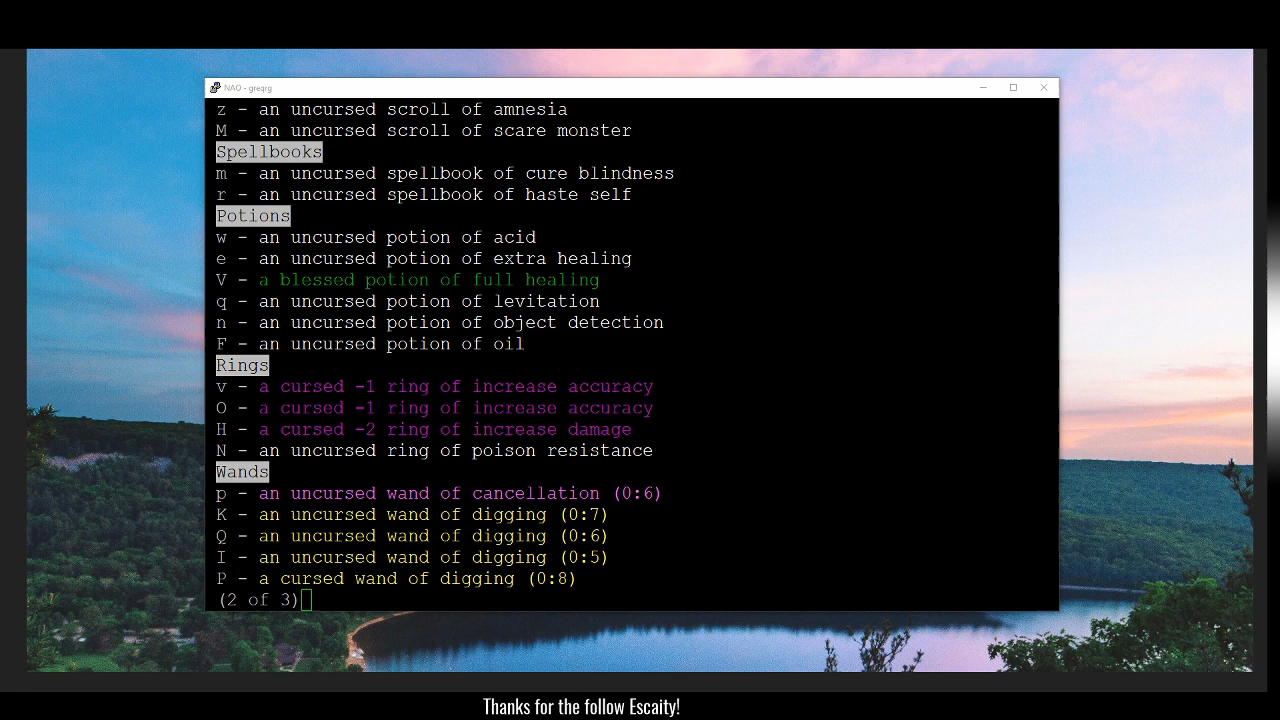 NAO - greqrg
z - an uncursed scroll of amnesia
M - an uncursed scroll of scare monster
Spellbooks
m - an uncursed spellbook of cure blindness
r - an uncursed spellbook of haste self
Potions
w - an uncursed potion of acid
e - an uncursed potion of extra healing
V - a blessed potion of full healing
q - an uncursed potion of levitation
n - an uncursed potion of object detection
F - an uncursed potion of oil
Rings
v - a cursed -1 ring of increase accuracy
O - a cursed -1 ring of increase accuracy
H - a cursed -2 ring of increase damage
N - an uncursed ring of poison resistance
Wands
p - an uncursed wand of cancellation (0:6)
K - an uncursed wand of digging (0:7)
Q - an uncursed wand of digging (0:6)
I - an uncursed wand of digging (0:5)
P - a cursed wand of digging (0:8)
(2 of 3)
Thanks for the follow Escaity!